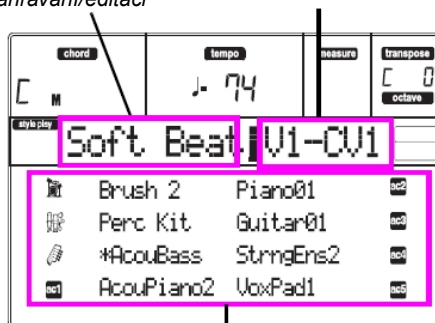 ahrávání/editaci
chord tempo measure transpose
C M ♩- 74 C 0
octave
style play Soft Beat V1-CV1
Brush 2 Piano01 ac2
Perc Kit Guitar01 ac3
*AcouBass StrngEns2 ac4
ac1 AcouPiano2 VoxPad1 ac5